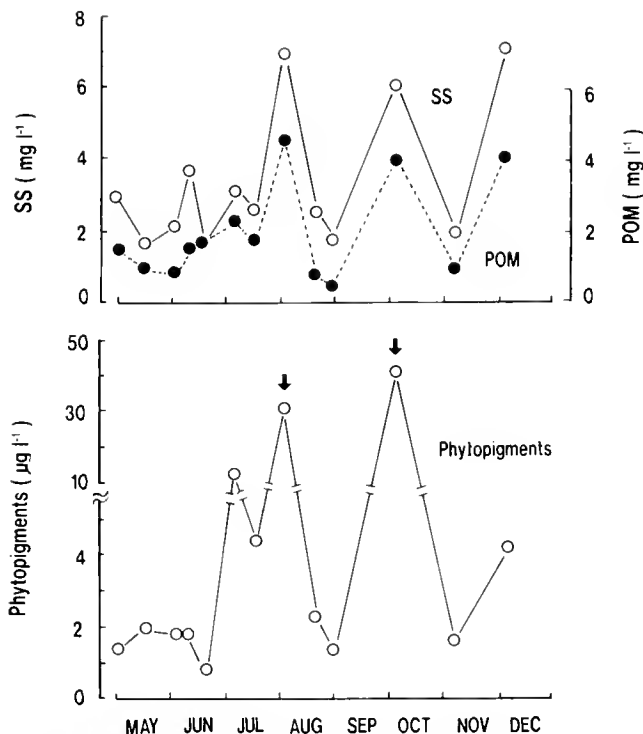 8
6
4
2
0
SS ( mg l⁻¹ )
SS
POM
6
4
2
0
POM ( mg l⁻¹ )
50
30
10
4
2
0
Phytopigments ( µg l⁻¹ )
Phytopigments
MAY JUN JUL AUG SEP OCT NOV DEC